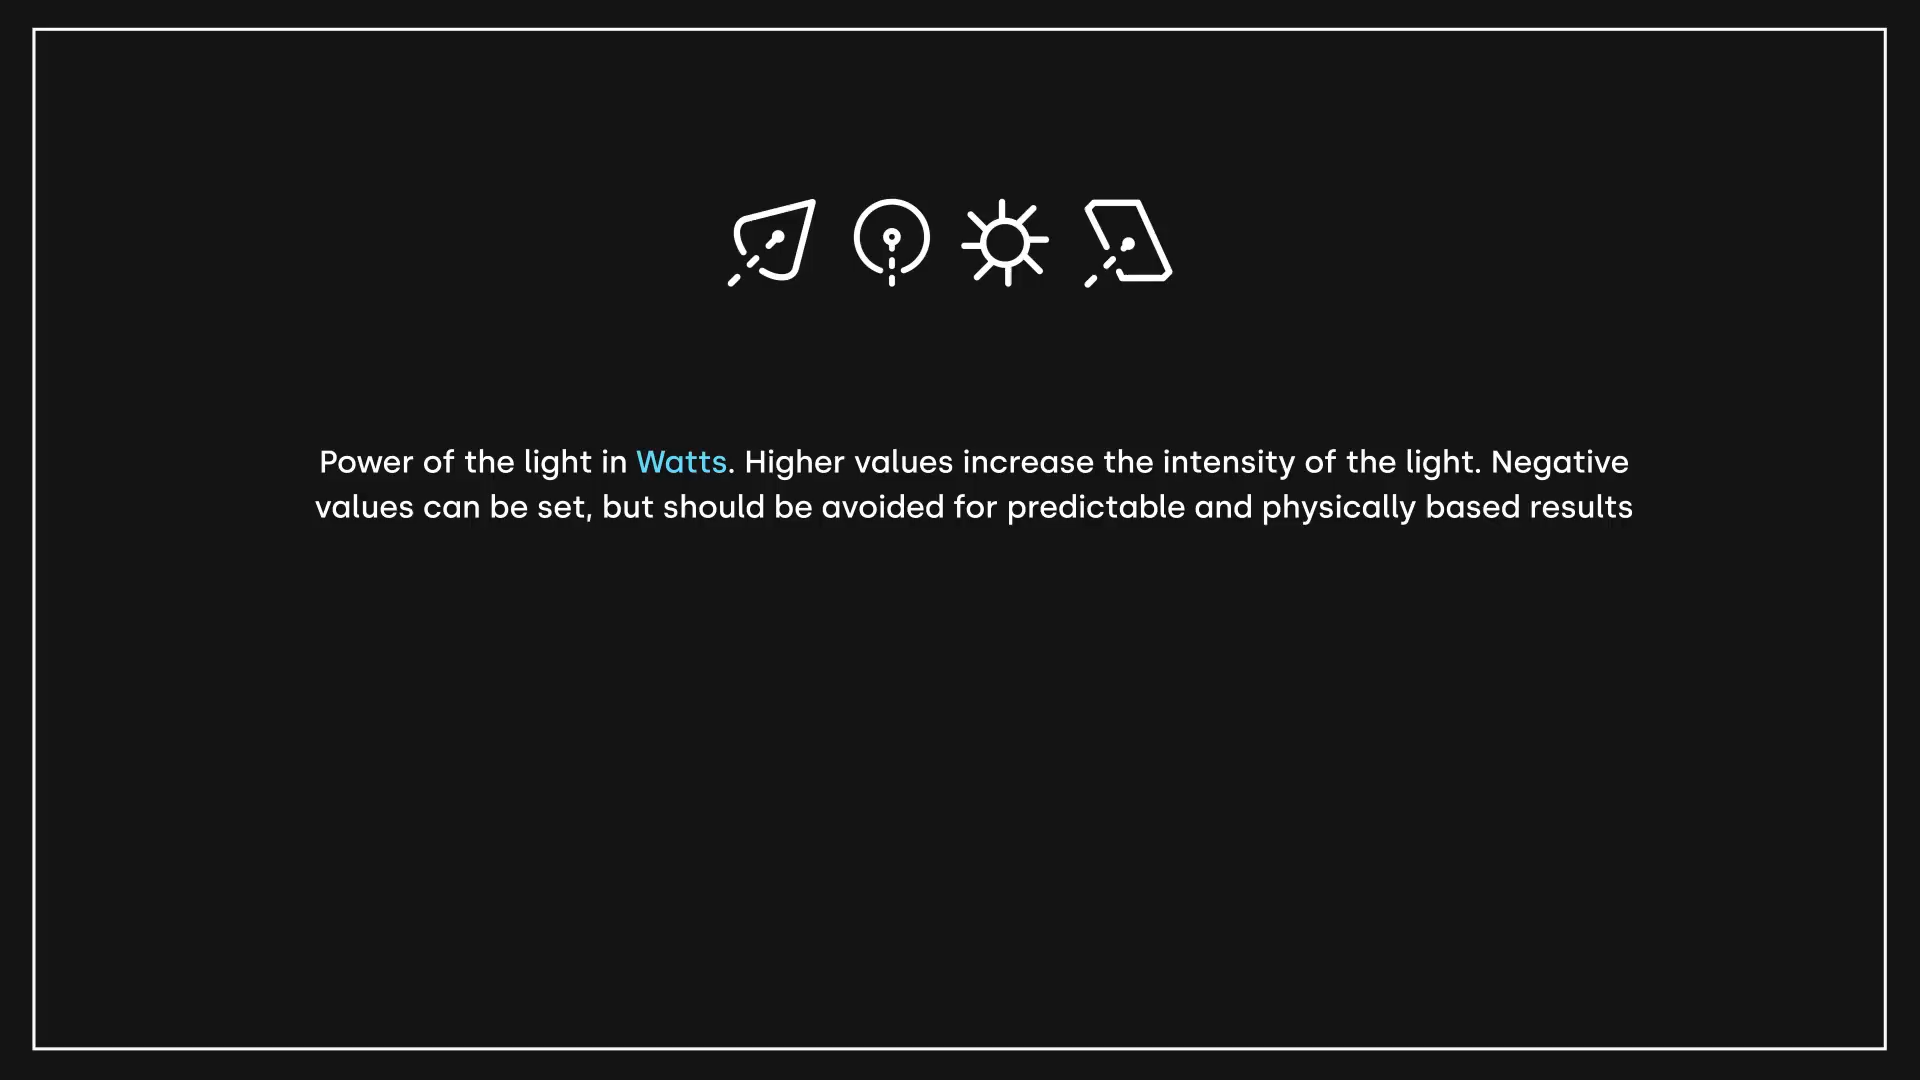 Power of the light in Watts. Higher values increase the intensity of the light. Negative
values can be set, but should be avoided for predictable and physically based results